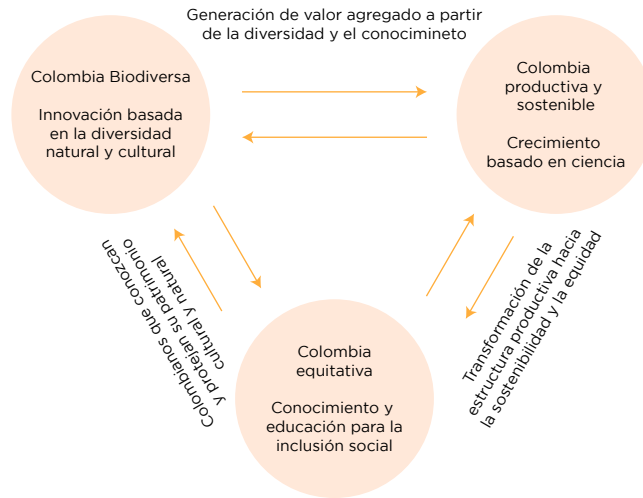 Generación de valor agregado a partir
de la diversidad y el conocimineto
Colombia Biodiversa
Innovación basada
en la diversidad
natural y cultural
Colombia
productiva y
sostenible
Crecimiento
basado en ciencia
Colombianos que conozcan
y protejan su patrimonio
cultural y natural
Transformación de la
estructura productiva hacia
la sostenibilidad y la equidad
Colombia
equitativa
Conocimiento y
educación para la
inclusión social